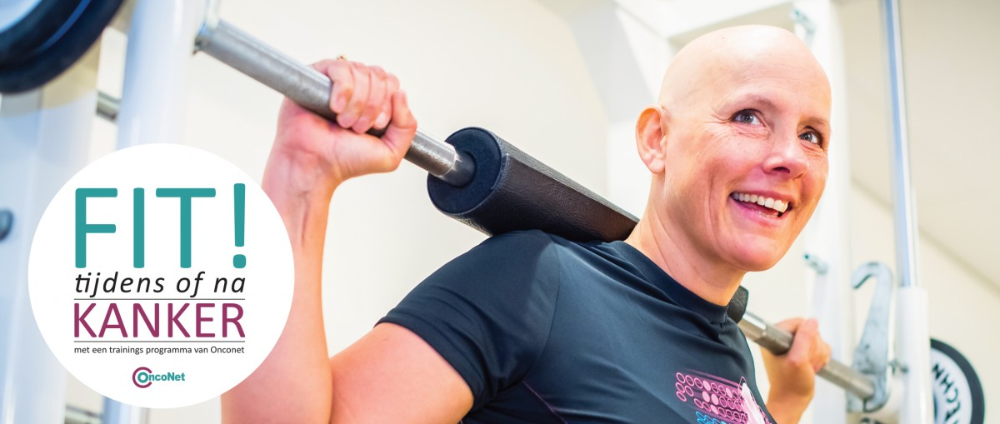 FIT!
tijdens of na
KANKER
met een trainings programma van Onconet
OncoNet